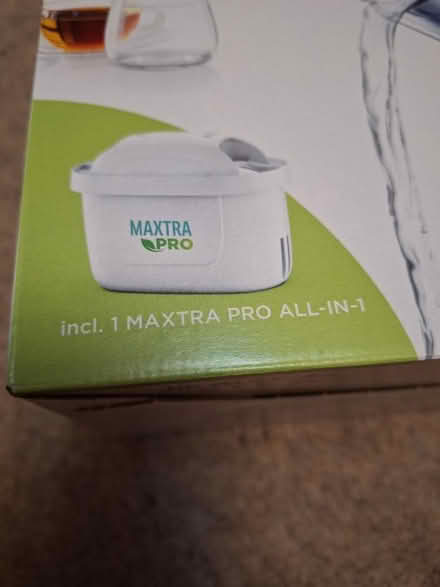 MAXTRA
PRO
incl. 1 MAXTRA PRO ALL-IN-1